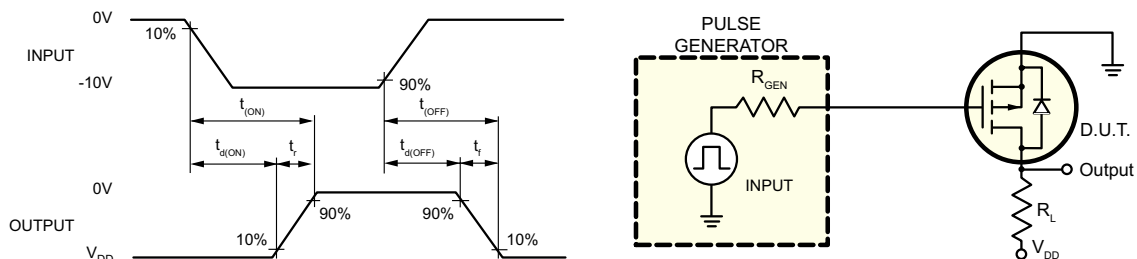 0V
10%
INPUT
-10V
90%
t(ON)
t(OFF)
td(ON)
tr
td(OFF)
tf
0V
90%
90%
OUTPUT
10%
10%
VDD
PULSE
GENERATOR
RGEN
INPUT
D.U.T.
Output
RL
VDD